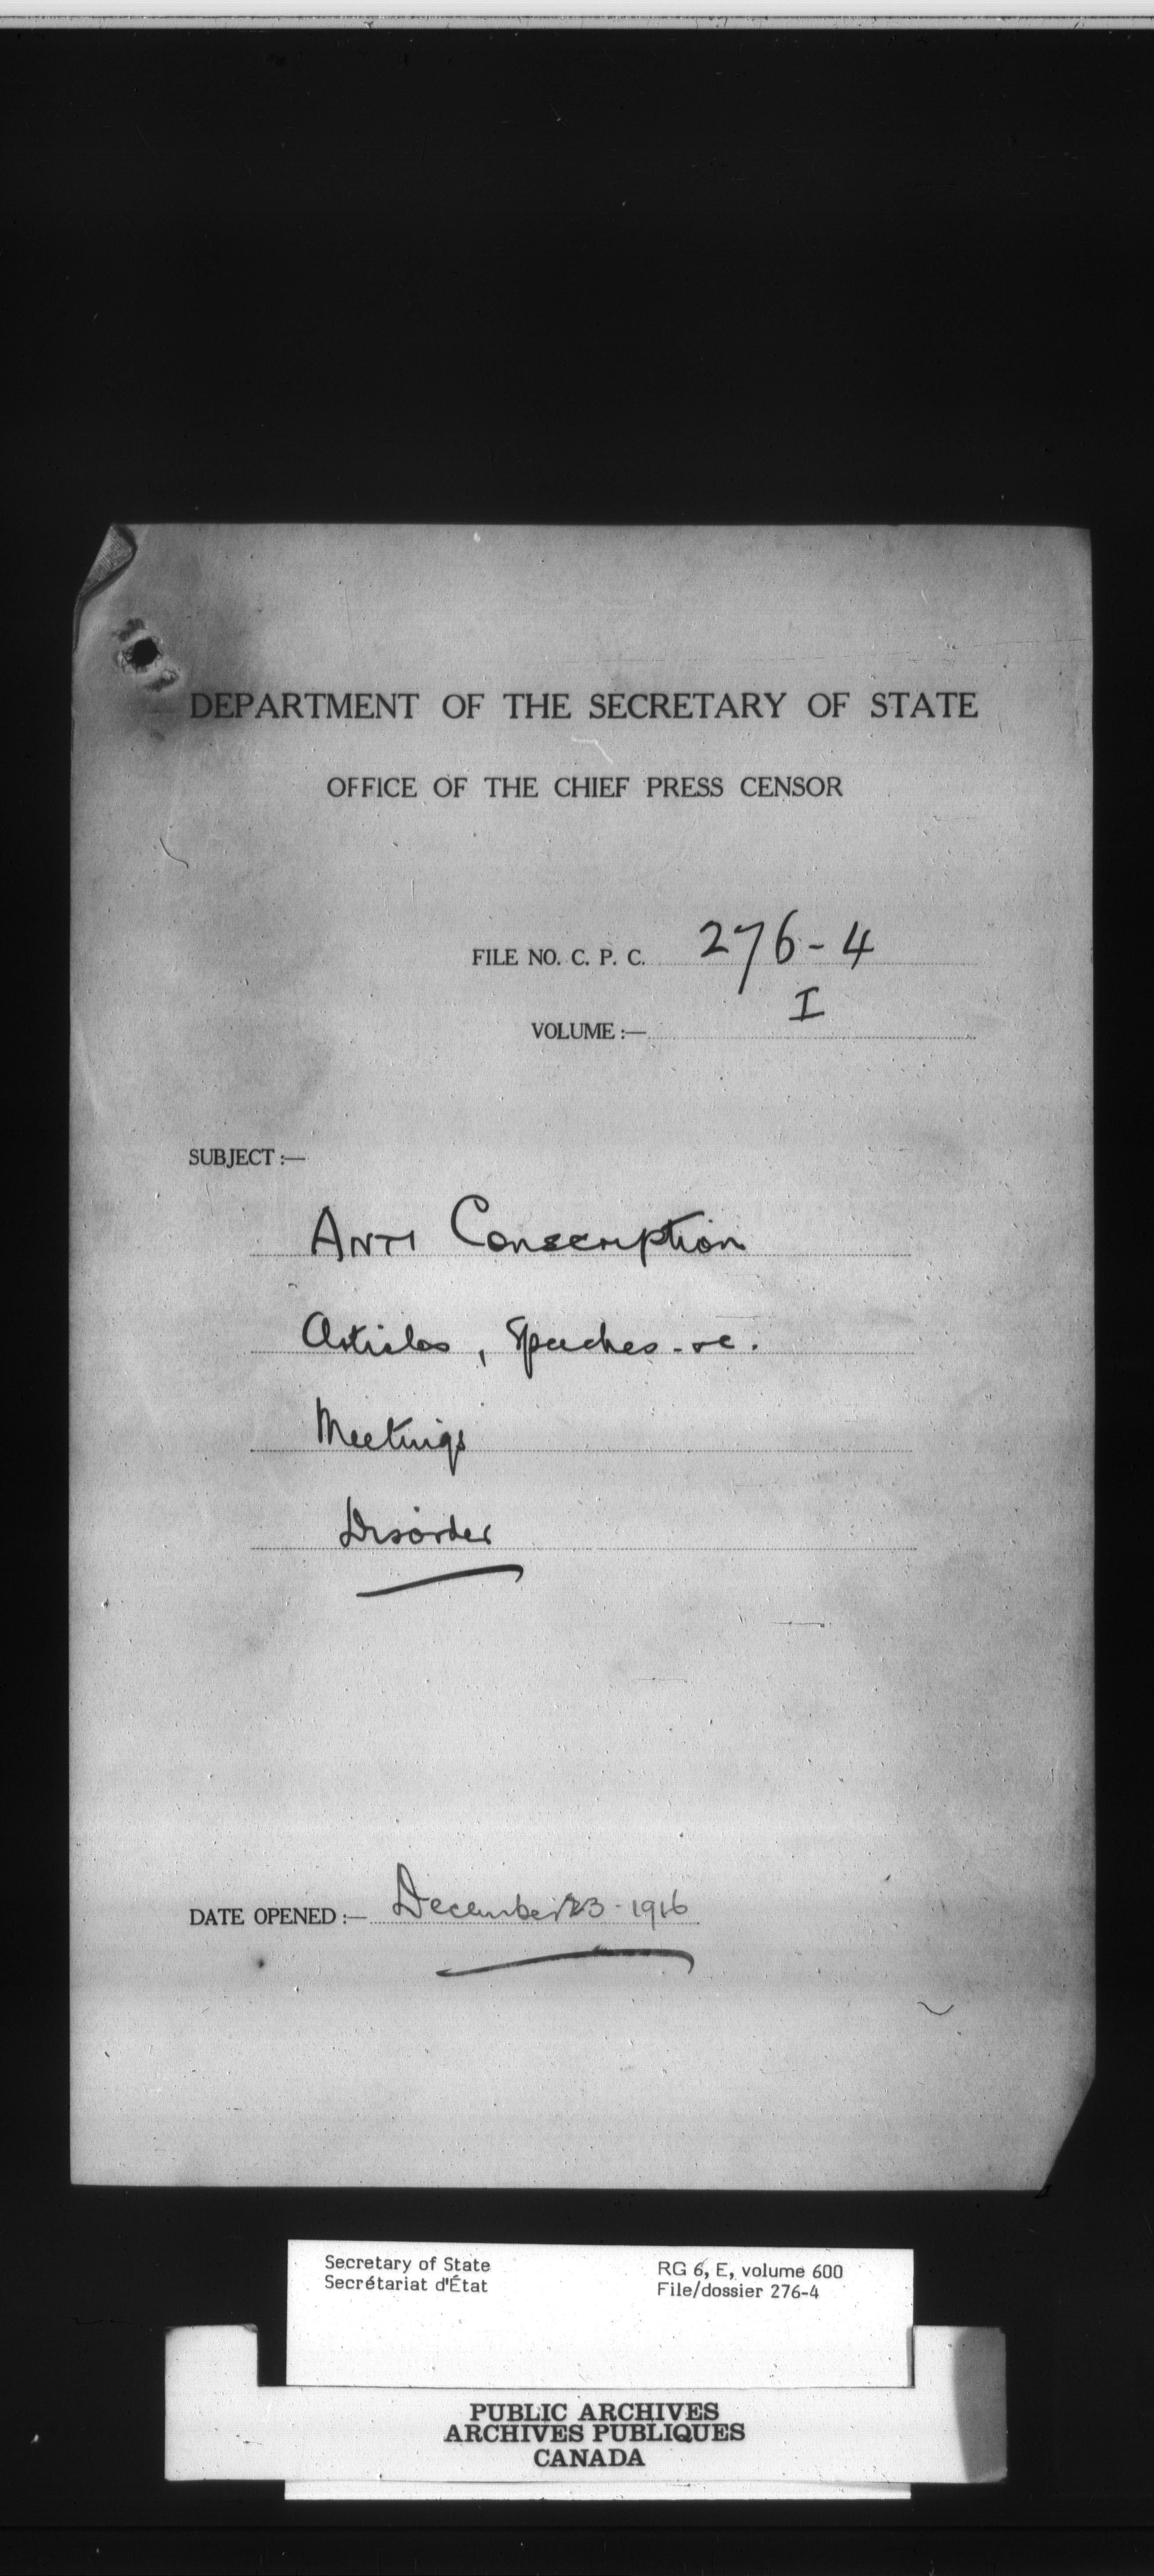 DEPARTMENT OF THE SECRETARY OF STATE
OFFICE OF THE CHIEF PRESS CENSOR
FILE NO. C. P. C. 276-4
VOLUME :— I
SUBJECT :—
ANTI Conscription
Articles, Speeches - &c.
Meetings
Disorder
DATE OPENED :— December 23 - 1916
Secretary of State
Secrétariat d'État
RG 6, E, volume 600
File/dossier 276-4
PUBLIC ARCHIVES
ARCHIVES PUBLIQUES
CANADA